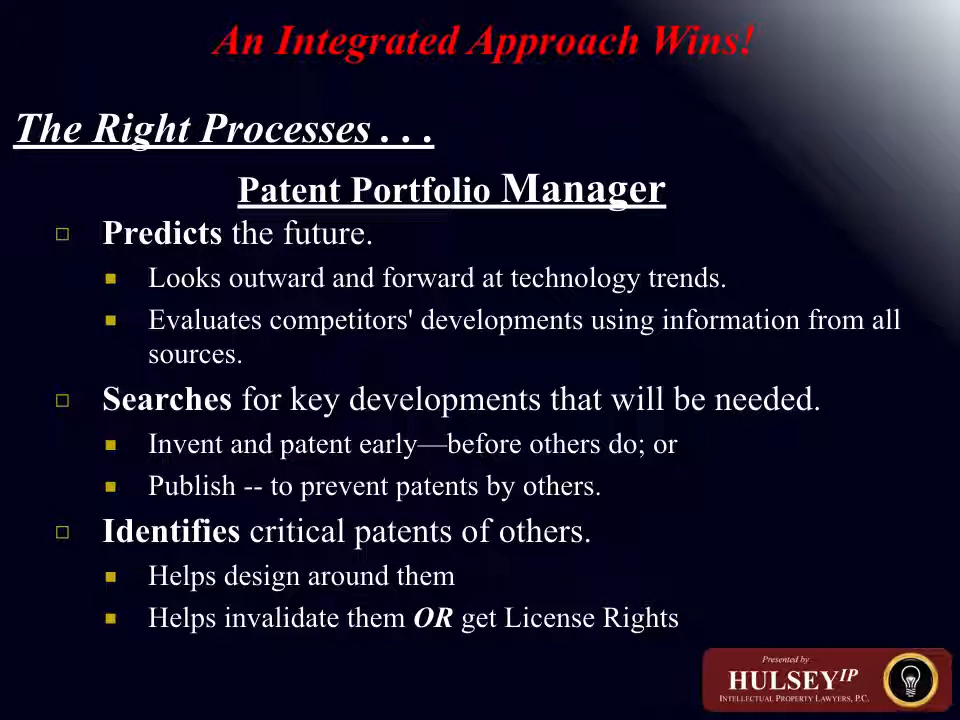 An Integrated Approach Wins!
The Right Processes . . .
Patent Portfolio Manager
Predicts the future.
Looks outward and forward at technology trends.
Evaluates competitors' developments using information from all
sources.
Searches for key developments that will be needed.
Invent and patent early—before others do; or
Publish -- to prevent patents by others.
Identifies critical patents of others.
Helps design around them
Helps invalidate them OR get License Rights
Presented by
HULSEY IP
INTELLECTUAL PROPERTY LAWYERS, P.C.